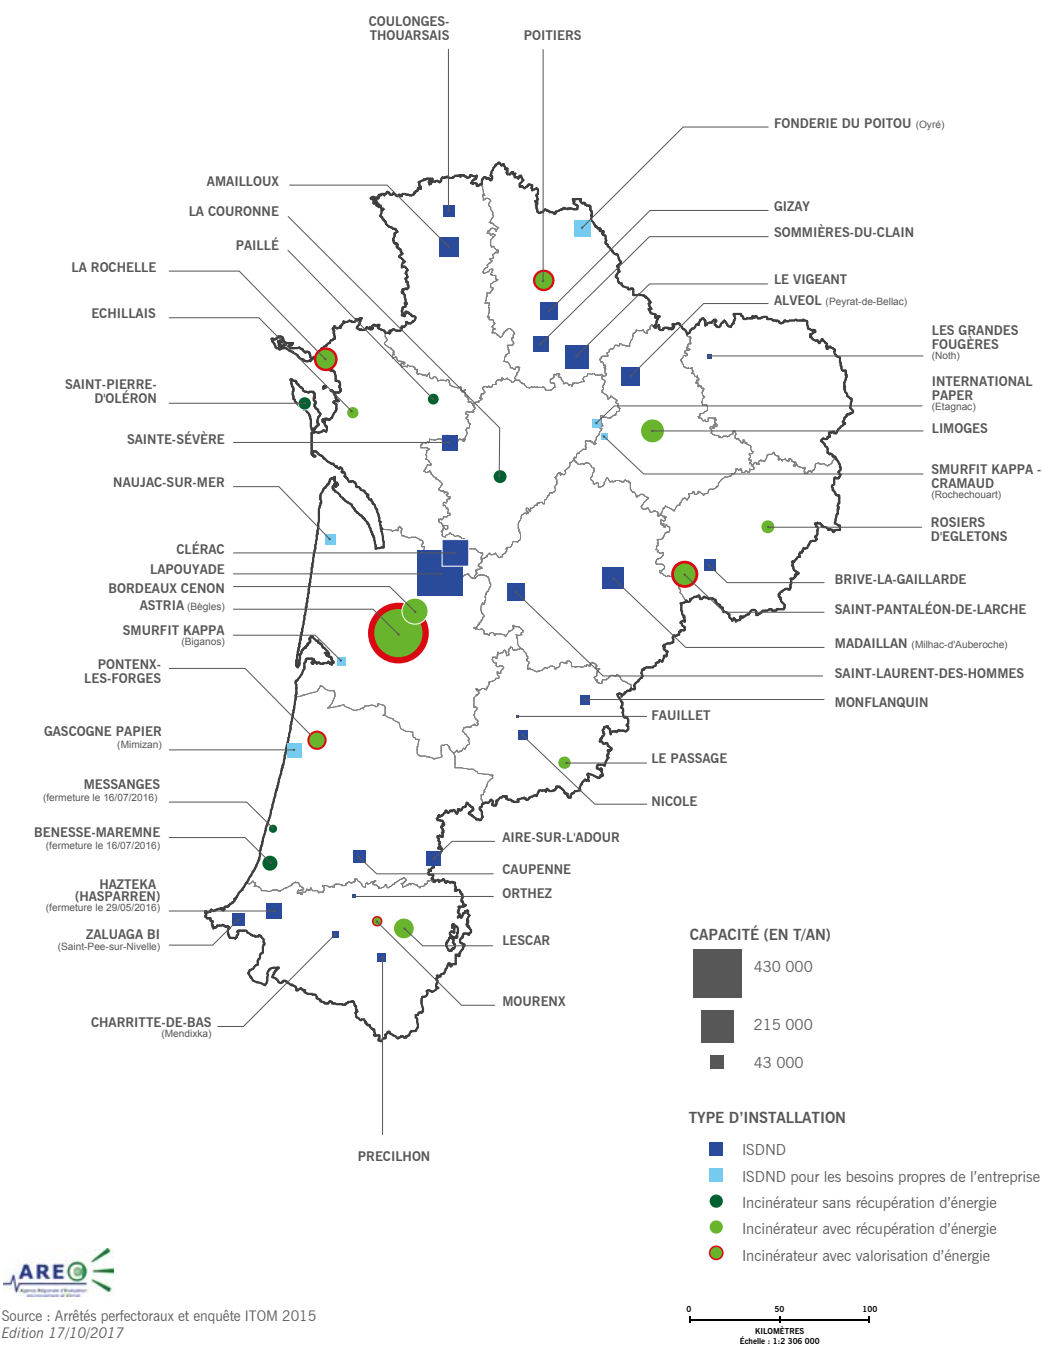 COULONGES-
THOUARSAIS
POITIERS
FONDERIE DU POITOU (Oyré)
AMAILLOUX
LA COURONNE
PAILLÉ
LA ROCHELLE
ECHILLAIS
SAINT-PIERRE-
D'OLÉRON
SAINTE-SÉVÈRE
NAUJAC-SUR-MER
CLÉRAC
LAPOUYADE
BORDEAUX CENON
ASTRIA (Bègles)
SMURFIT KAPPA
(Biganos)
PONTENX-
LES-FORGES
GASCOGNE PAPIER
(Mimizan)
MESSANGES
(fermeture le 16/07/2016)
BENESSE-MAREMNE
(fermeture le 16/07/2016)
HAZTEKA
(HASPARREN)
(fermeture le 29/05/2016)
ZALUAGA BI
(Saint-Pee-sur-Nivelle)
CHARRITTE-DE-BAS
(Mendixka)
PRECILHON
GIZAY
SOMMIÈRES-DU-CLAIN
LE VIGEANT
ALVEOL (Peyrat-de-Bellac)
LES GRANDES
FOUGÈRES
(Noth)
INTERNATIONAL
PAPER
(Etagnac)
LIMOGES
SMURFIT KAPPA -
CRAMAUD
(Rochechouart)
ROSIERS
D'EGLETONS
BRIVE-LA-GAILLARDE
SAINT-PANTALÉON-DE-LARCHE
MADAILLAN (Milhac-d'Auberoche)
SAINT-LAURENT-DES-HOMMES
MONFLANQUIN
FAUILLET
LE PASSAGE
NICOLE
AIRE-SUR-L'ADOUR
CAUPENNE
ORTHEZ
LESCAR
MOURENX
CAPACITÉ (EN T/AN)
430 000
215 000
43 000
TYPE D'INSTALLATION
ISDND
ISDND pour les besoins propres de l'entreprise
Incinérateur sans récupération d'énergie
Incinérateur avec récupération d'énergie
Incinérateur avec valorisation d'énergie
AREC
Source : Arrêtés perfectoraux et enquête ITOM 2015
Edition 17/10/2017
0 50 100
KILOMÈTRES
Échelle : 1:2 306 000